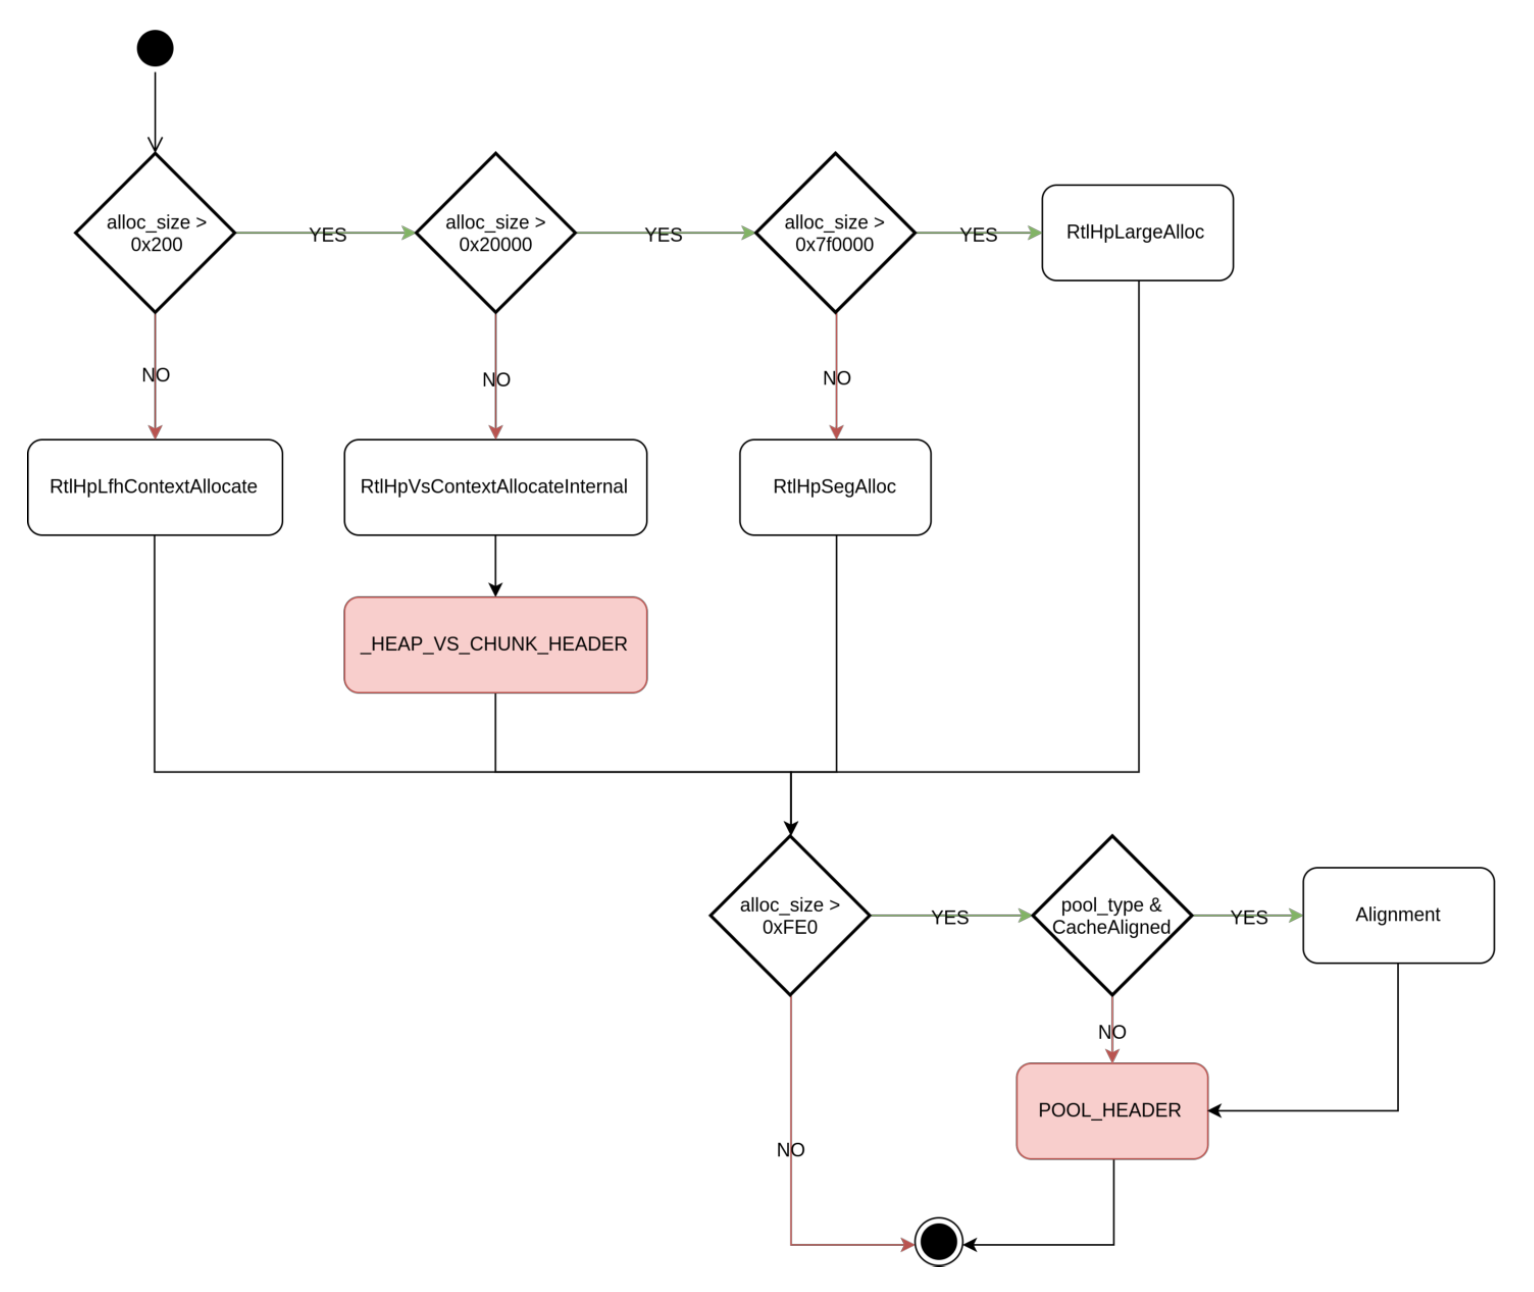 alloc_size >
0x200
YES
alloc_size >
0x20000
YES
alloc_size >
0x7f0000
YES
RtlHpLargeAlloc
NO
NO
NO
RtlHpLfhContextAllocate
RtlHpVsContextAllocateInternal
RtlHpSegAlloc
_HEAP_VS_CHUNK_HEADER
alloc_size >
0xFE0
YES
pool_type &
CacheAligned
YES
Alignment
NO
POOL_HEADER
NO